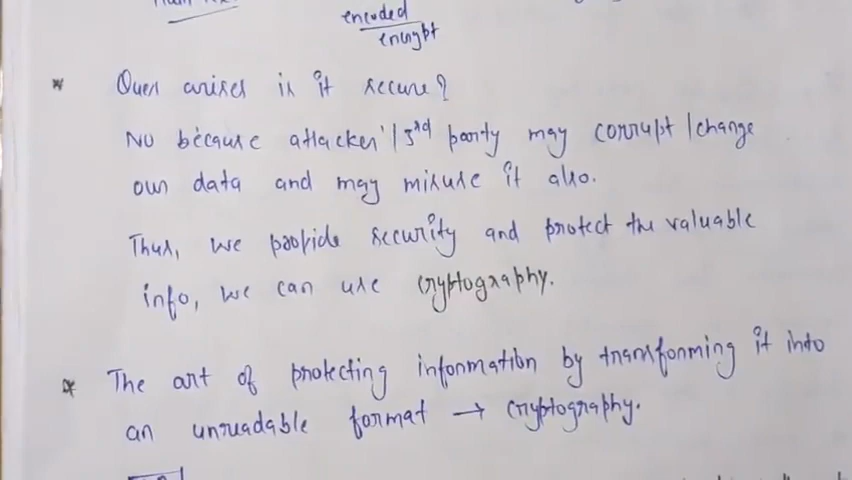 encoded
encrypt
* Ques arises is it secure?
No because attacker's/3rd party may corrupt/change
our data and may misuse it also.
Thus, we provide security and protect the valuable
info, we can use cryptography.
* The art of protecting information by transforming it into
an unreadable format → cryptography.